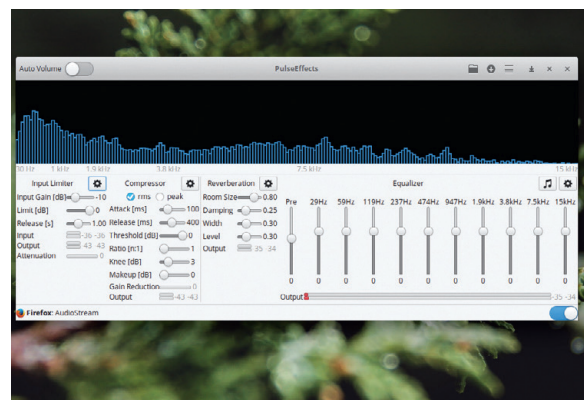 Auto Volume
PulseEffects
30 Hz 1 kHz 1.9 kHz 3.8 kHz 7.5 kHz 15 kHz
Input Limiter
Input Gain [dB] -10
Limit [dB] 0
Release [s] 1.00
Input -36 -36
Output -43 -43
Attenuation 0
Compressor
rms peak
Attack [ms] 100
Release [ms] 400
Threshold [dB] 0
Ratio [n:1] 1
Knee [dB] 3
Makeup [dB] 0
Gain Reduction 0
Output -43 -43
Reverberation
Room Size 0.80
Damping 0.25
Width 0.30
Level 0.30
Output -35 -34
Equalizer
Pre 29Hz 59Hz 119Hz 237Hz 474Hz 947Hz 1.9kHz 3.8kHz 7.5kHz 15kHz
0 0 0 0 0 0 0 0 0 0 0
Output -35 -34
Firefox: AudioStream